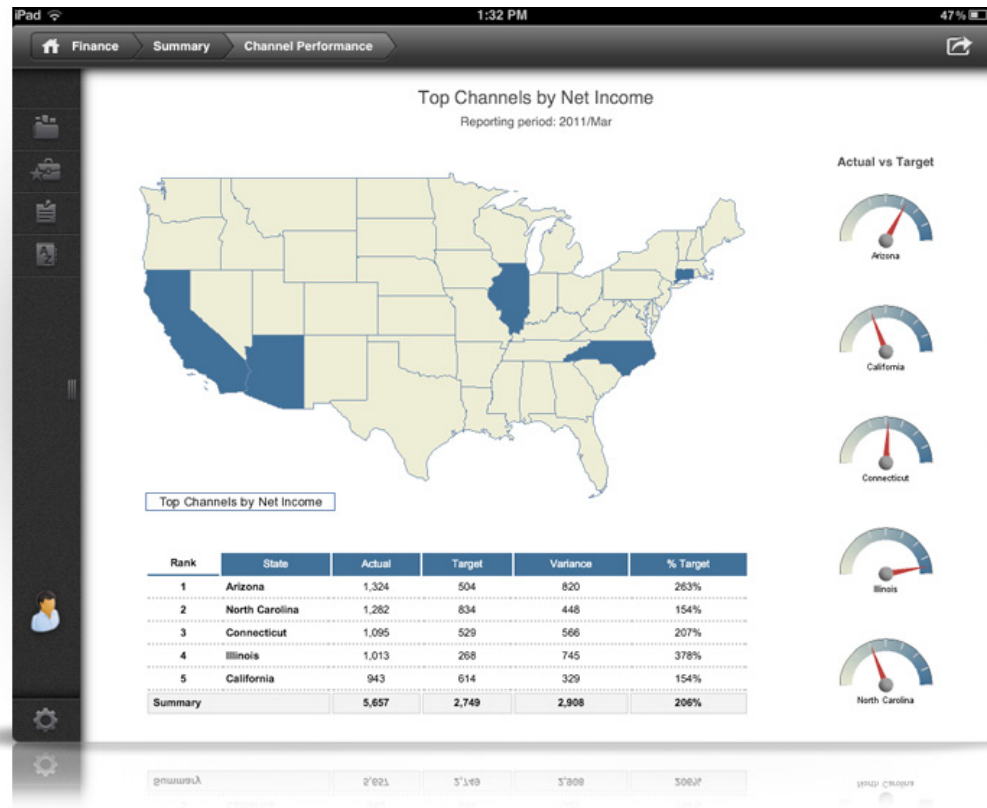 iPad 1:32 PM 47%
Finance Summary Channel Performance
Top Channels by Net Income
Reporting period: 2011/Mar
Actual vs Target
Arizona
California
Connecticut
Illinois
North Carolina
Top Channels by Net Income
Rank State Actual Target Variance % Target
1 Arizona 1,324 504 820 263%
2 North Carolina 1,282 834 448 154%
3 Connecticut 1,095 529 566 207%
4 Illinois 1,013 268 745 378%
5 California 943 614 329 154%
Summary 5,657 2,749 2,908 206%